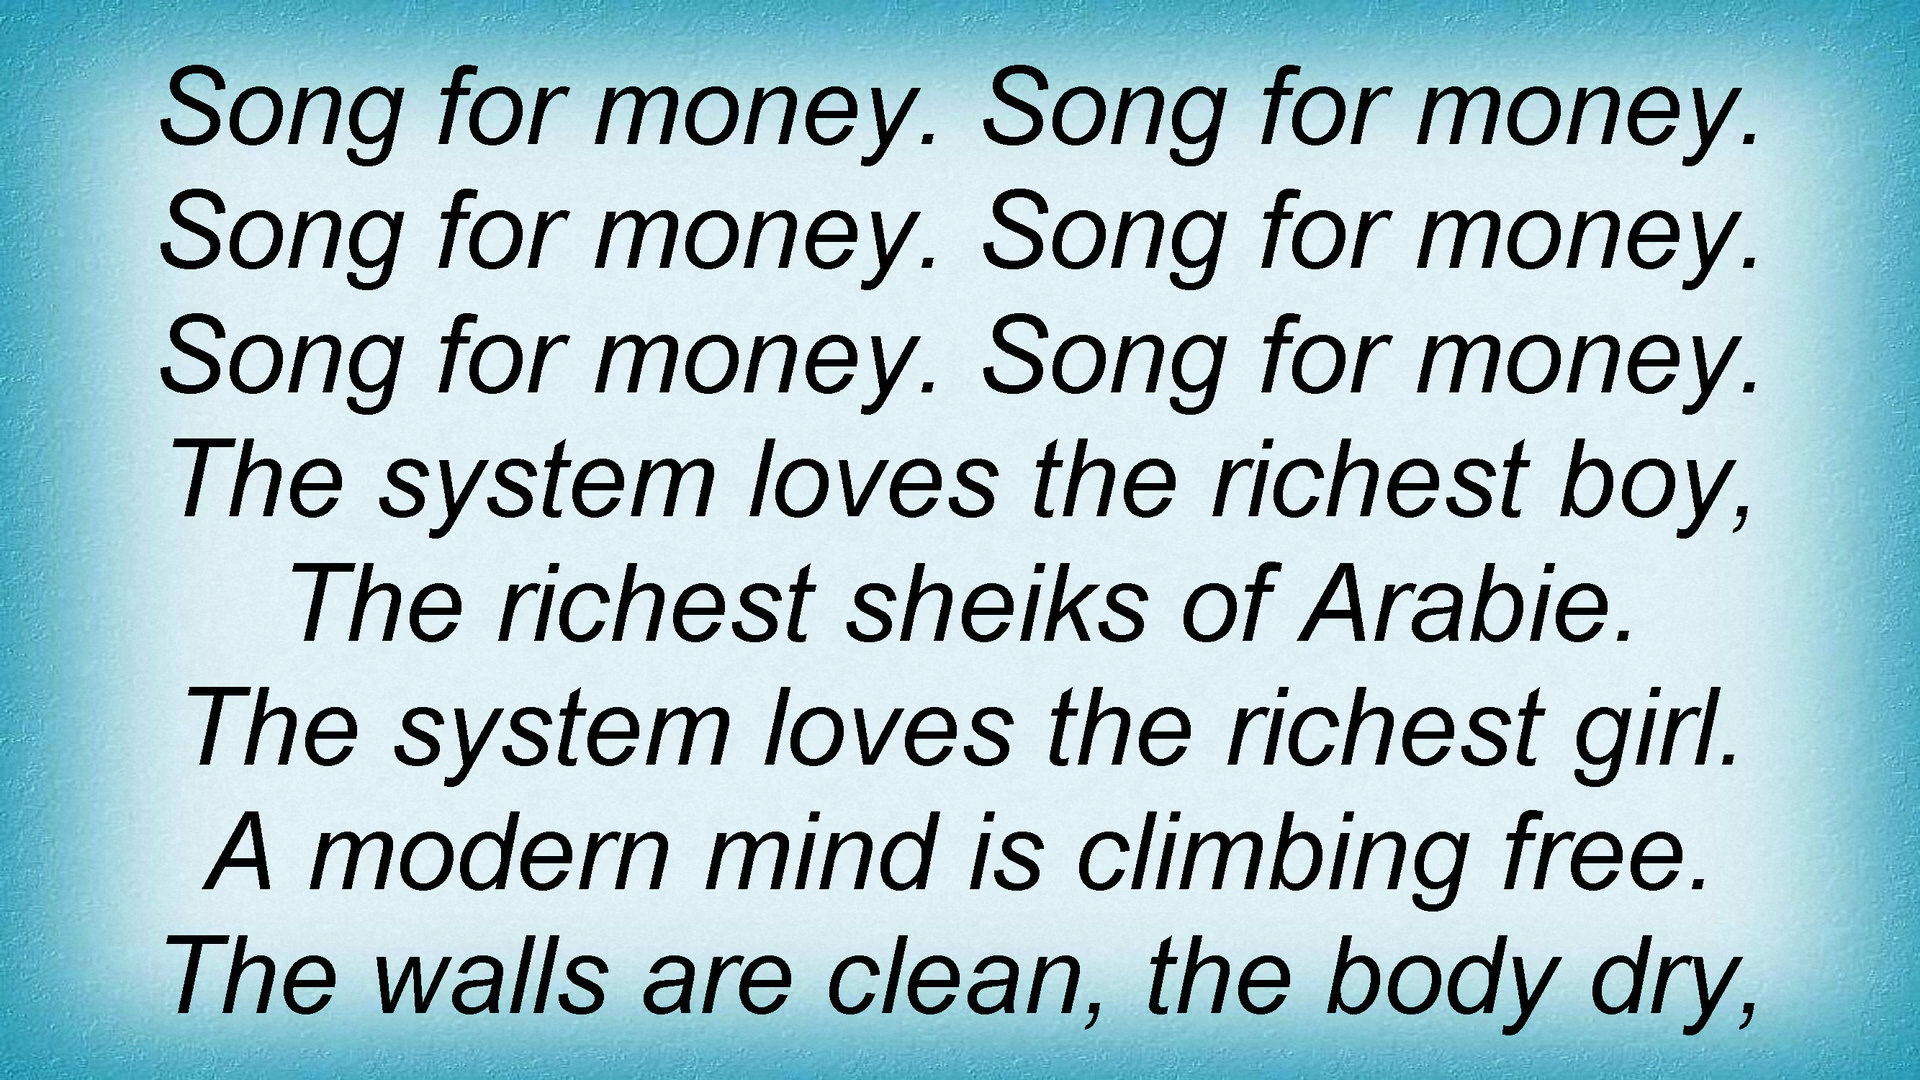 Song for money. Song for money.
Song for money. Song for money.
Song for money. Song for money.
The system loves the richest boy,
The richest sheiks of Arabie.
The system loves the richest girl.
A modern mind is climbing free.
The walls are clean, the body dry,